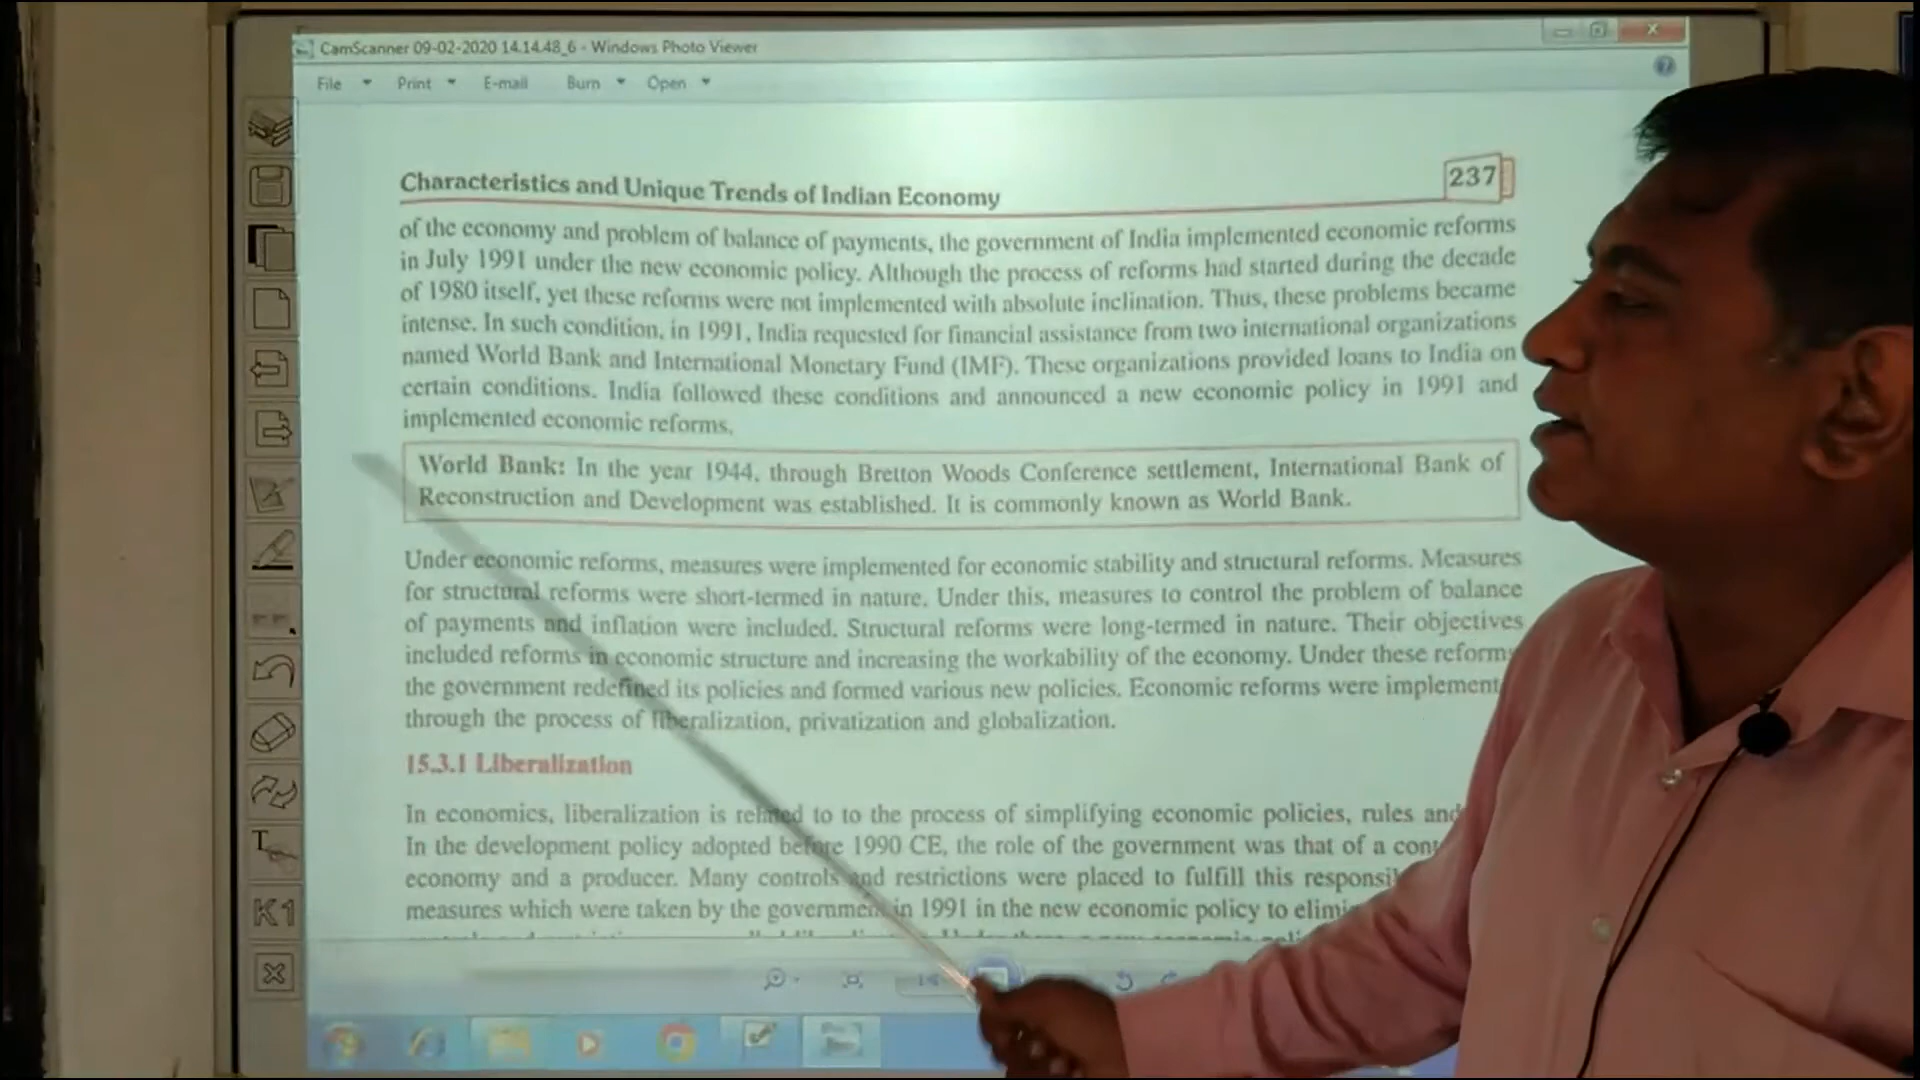 CamScanner 09-02-2020 14.14.48_6 - Windows Photo Viewer
File Print E-mail Burn Open
Characteristics and Unique Trends of Indian Economy 237
of the economy and problem of balance of payments, the government of India implemented economic reforms
in July 1991 under the new economic policy. Although the process of reforms had started during the decade
of 1980 itself, yet these reforms were not implemented with absolute inclination. Thus, these problems became
intense. In such condition, in 1991, India requested for financial assistance from two international organizations
named World Bank and International Monetary Fund (IMF). These organizations provided loans to India on
certain conditions. India followed these conditions and announced a new economic policy in 1991 and
implemented economic reforms.
World Bank: In the year 1944, through Bretton Woods Conference settlement, International Bank of
Reconstruction and Development was established. It is commonly known as World Bank.
Under economic reforms, measures were implemented for economic stability and structural reforms. Measures
for structural reforms were short-termed in nature. Under this, measures to control the problem of balance
of payments and inflation were included. Structural reforms were long-termed in nature. Their objectives
included reforms in economic structure and increasing the workability of the economy. Under these reform
the government redefined its policies and formed various new policies. Economic reforms were implement
through the process of liberalization, privatization and globalization.
15.3.1 Liberalization
In economics, liberalization is related to to the process of simplifying economic policies, rules and
In the development policy adopted before 1990 CE, the role of the government was that of a cont
economy and a producer. Many controls and restrictions were placed to fulfill this responsi
measures which were taken by the government in 1991 in the new economic policy to elimi
T
K1